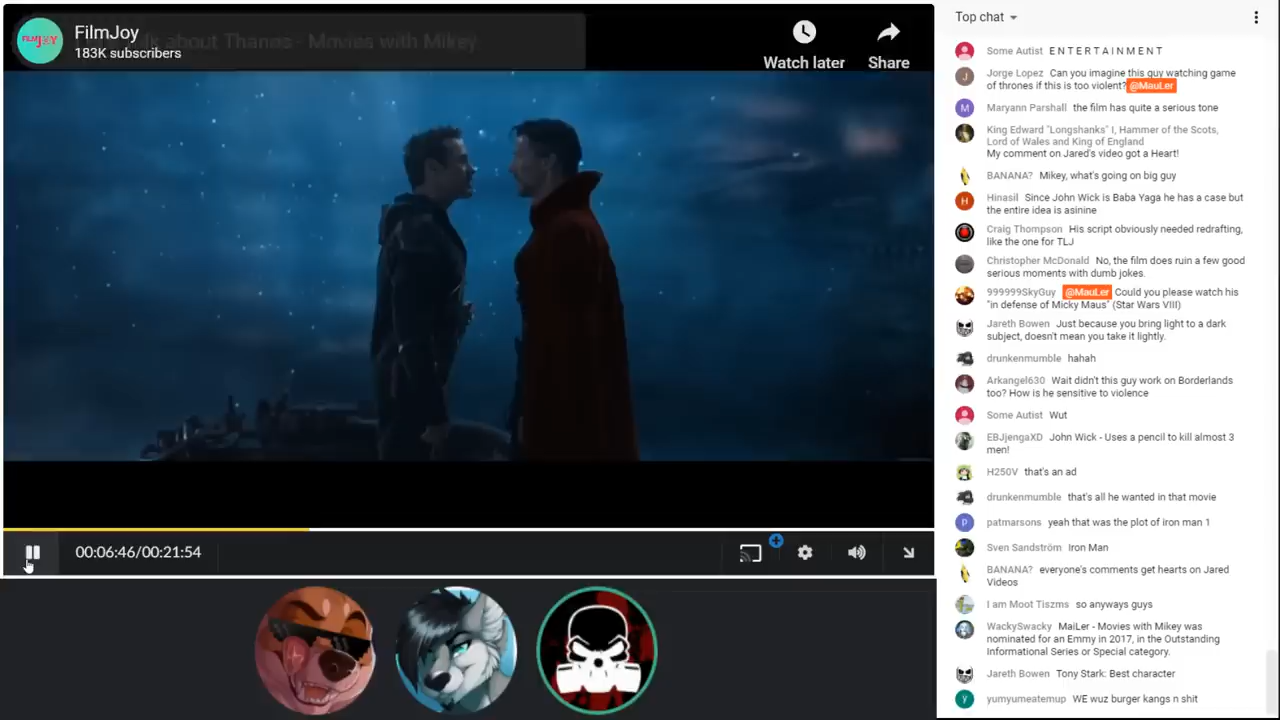 FilmJoy
183K subscribers
k about Thanos - Movies with Mikey
FILMJOY
Watch later
Share
00:06:46/00:21:54
Top chat
Some Autist E N T E R T A I N M E N T
Jorge Lopez Can you imagine this guy watching game
of thrones if this is too violent? @MauLer
Maryann Parshall the film has quite a serious tone
King Edward "Longshanks" I, Hammer of the Scots,
Lord of Wales and King of England
My comment on Jared's video got a Heart!
BANANA? Mikey, what's going on big guy
Hinasil Since John Wick is Baba Yaga he has a case but
the entire idea is asinine
Craig Thompson His script obviously needed redrafting,
like the one for TLJ
Christopher McDonald No, the film does ruin a few good
serious moments with dumb jokes.
999999SkyGuy @MauLer Could you please watch his
"in defense of Micky Maus" (Star Wars VIII)
Jareth Bowen Just because you bring light to a dark
subject, doesn't mean you take it lightly.
drunkenmumble hahah
Arkangel630 Wait didn't this guy work on Borderlands
too? How is he sensitive to violence
Some Autist Wut
EBJjengaXD John Wick - Uses a pencil to kill almost 3
men!
H250V that's an ad
drunkenmumble that's all he wanted in that movie
patmarsons yeah that was the plot of iron man 1
Sven Sandström Iron Man
BANANA? everyone's comments get hearts on Jared
Videos
I am Moot Tiszms so anyways guys
WackySwacky MaiLer - Movies with Mikey was
nominated for an Emmy in 2017, in the Outstanding
Informational Series or Special category.
Jareth Bowen Tony Stark: Best character
yumyumeatemup WE wuz burger kangs n shit